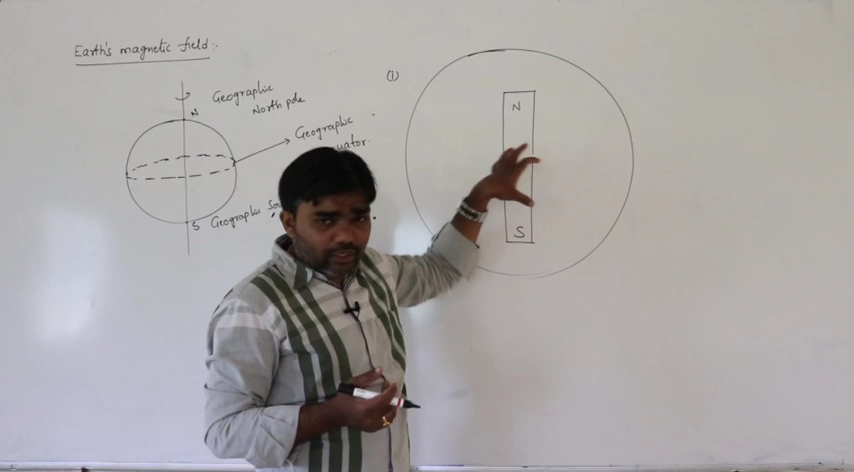 Earth's magnetic field:-
N
Geographic
North pole
Geographic
S Geographic
(1)
N
S